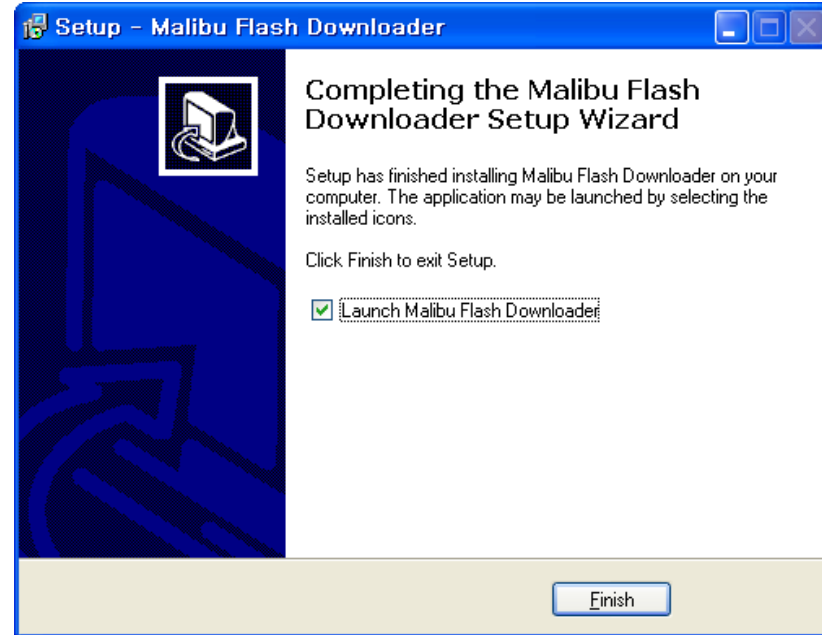 Setup - Malibu Flash Downloader
Completing the Malibu Flash
Downloader Setup Wizard
Setup has finished installing Malibu Flash Downloader on your
computer. The application may be launched by selecting the
installed icons.
Click Finish to exit Setup.
Launch Malibu Flash Downloader
Finish